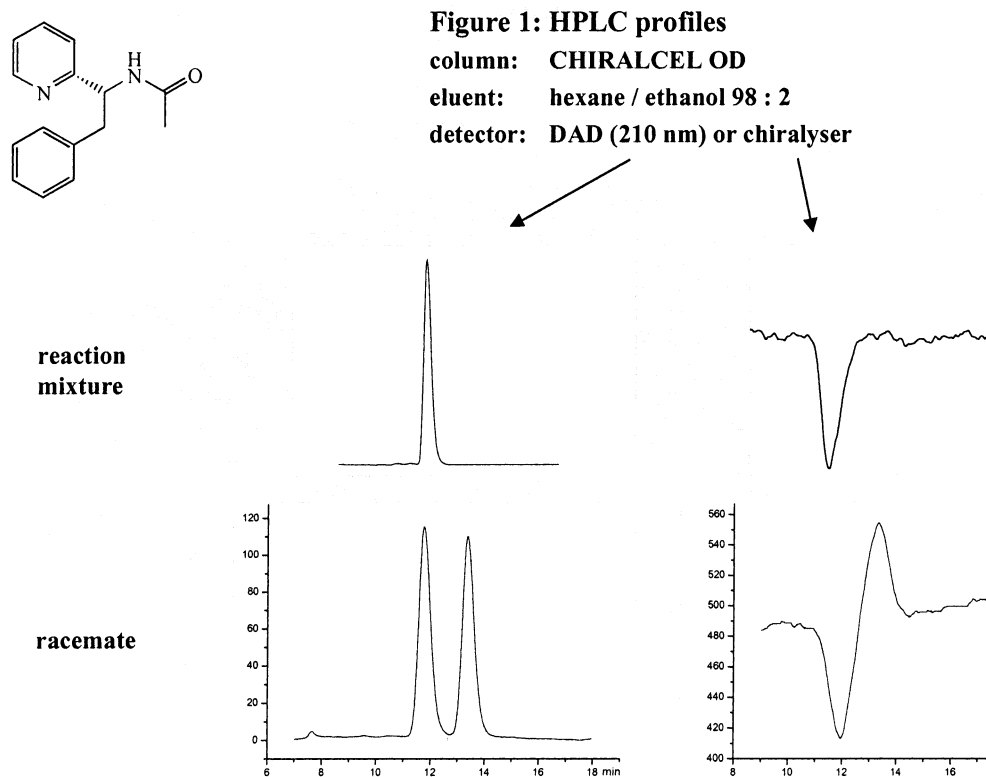 Figure 1: HPLC profiles
column: CHIRALCEL OD
eluent: hexane / ethanol 98 : 2
detector: DAD (210 nm) or chiralyser
H
N
O
N
reaction
mixture
racemate
120
100
80
60
40
20
0
6 8 10 12 14 16 18 min
560
540
520
500
480
460
440
420
400
8 10 12 14 16